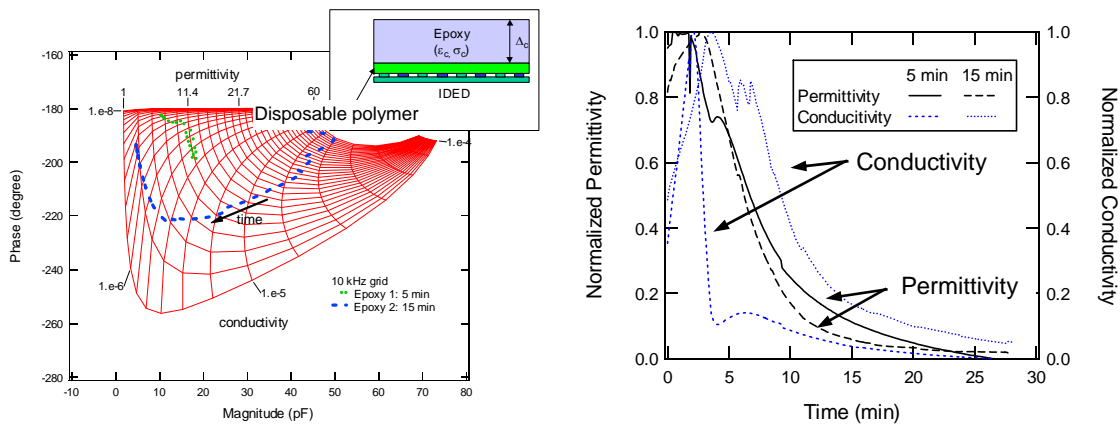 Epoxy
(εc, σc)
Δc
IDED
Disposable polymer
permittivity
1
11.4
21.7
60
1.e-8
1.e-4
1.e-6
1.e-5
time
conductivity
10 kHz grid
Epoxy 1: 5 min
Epoxy 2: 15 min
Phase (degree)
-160
-180
-200
-220
-240
-260
-280
-10 0 10 20 30 40 50 60 70 80
Magnitude (pF)
1.0
0.8
0.6
0.4
0.2
0.0
Normalized Permittivity
5 min 15 min
Permittivity
Conducitivity
Conductivity
Permittivity
1.0
0.8
0.6
0.4
0.2
0.0
Normalized Conductivity
0 5 10 15 20 25 30
Time (min)